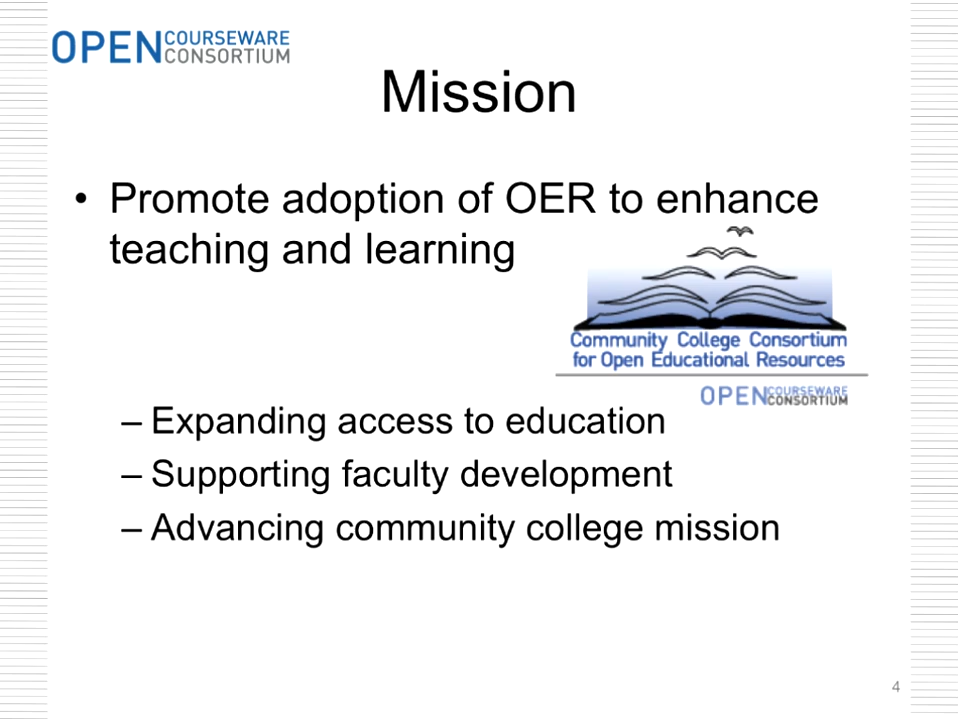 OPEN COURSEWARE
CONSORTIUM
Mission
• Promote adoption of OER to enhance
teaching and learning
Community College Consortium
for Open Educational Resources
OPEN COURSEWARE
CONSORTIUM
– Expanding access to education
– Supporting faculty development
– Advancing community college mission
4